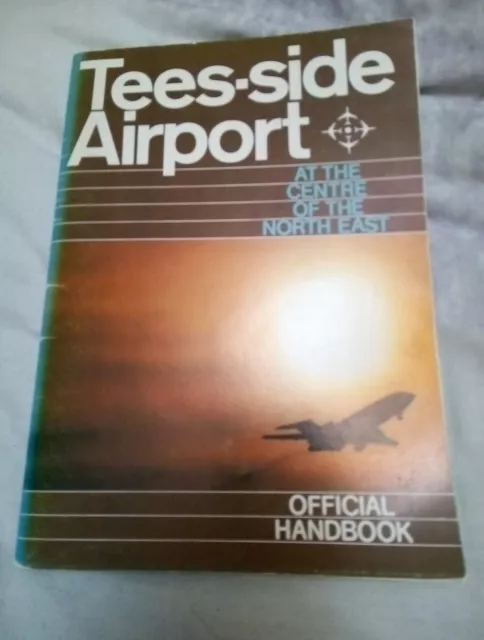 Tees-side
Airport
AT THE
CENTRE
OF THE
NORTH EAST
OFFICIAL
HANDBOOK